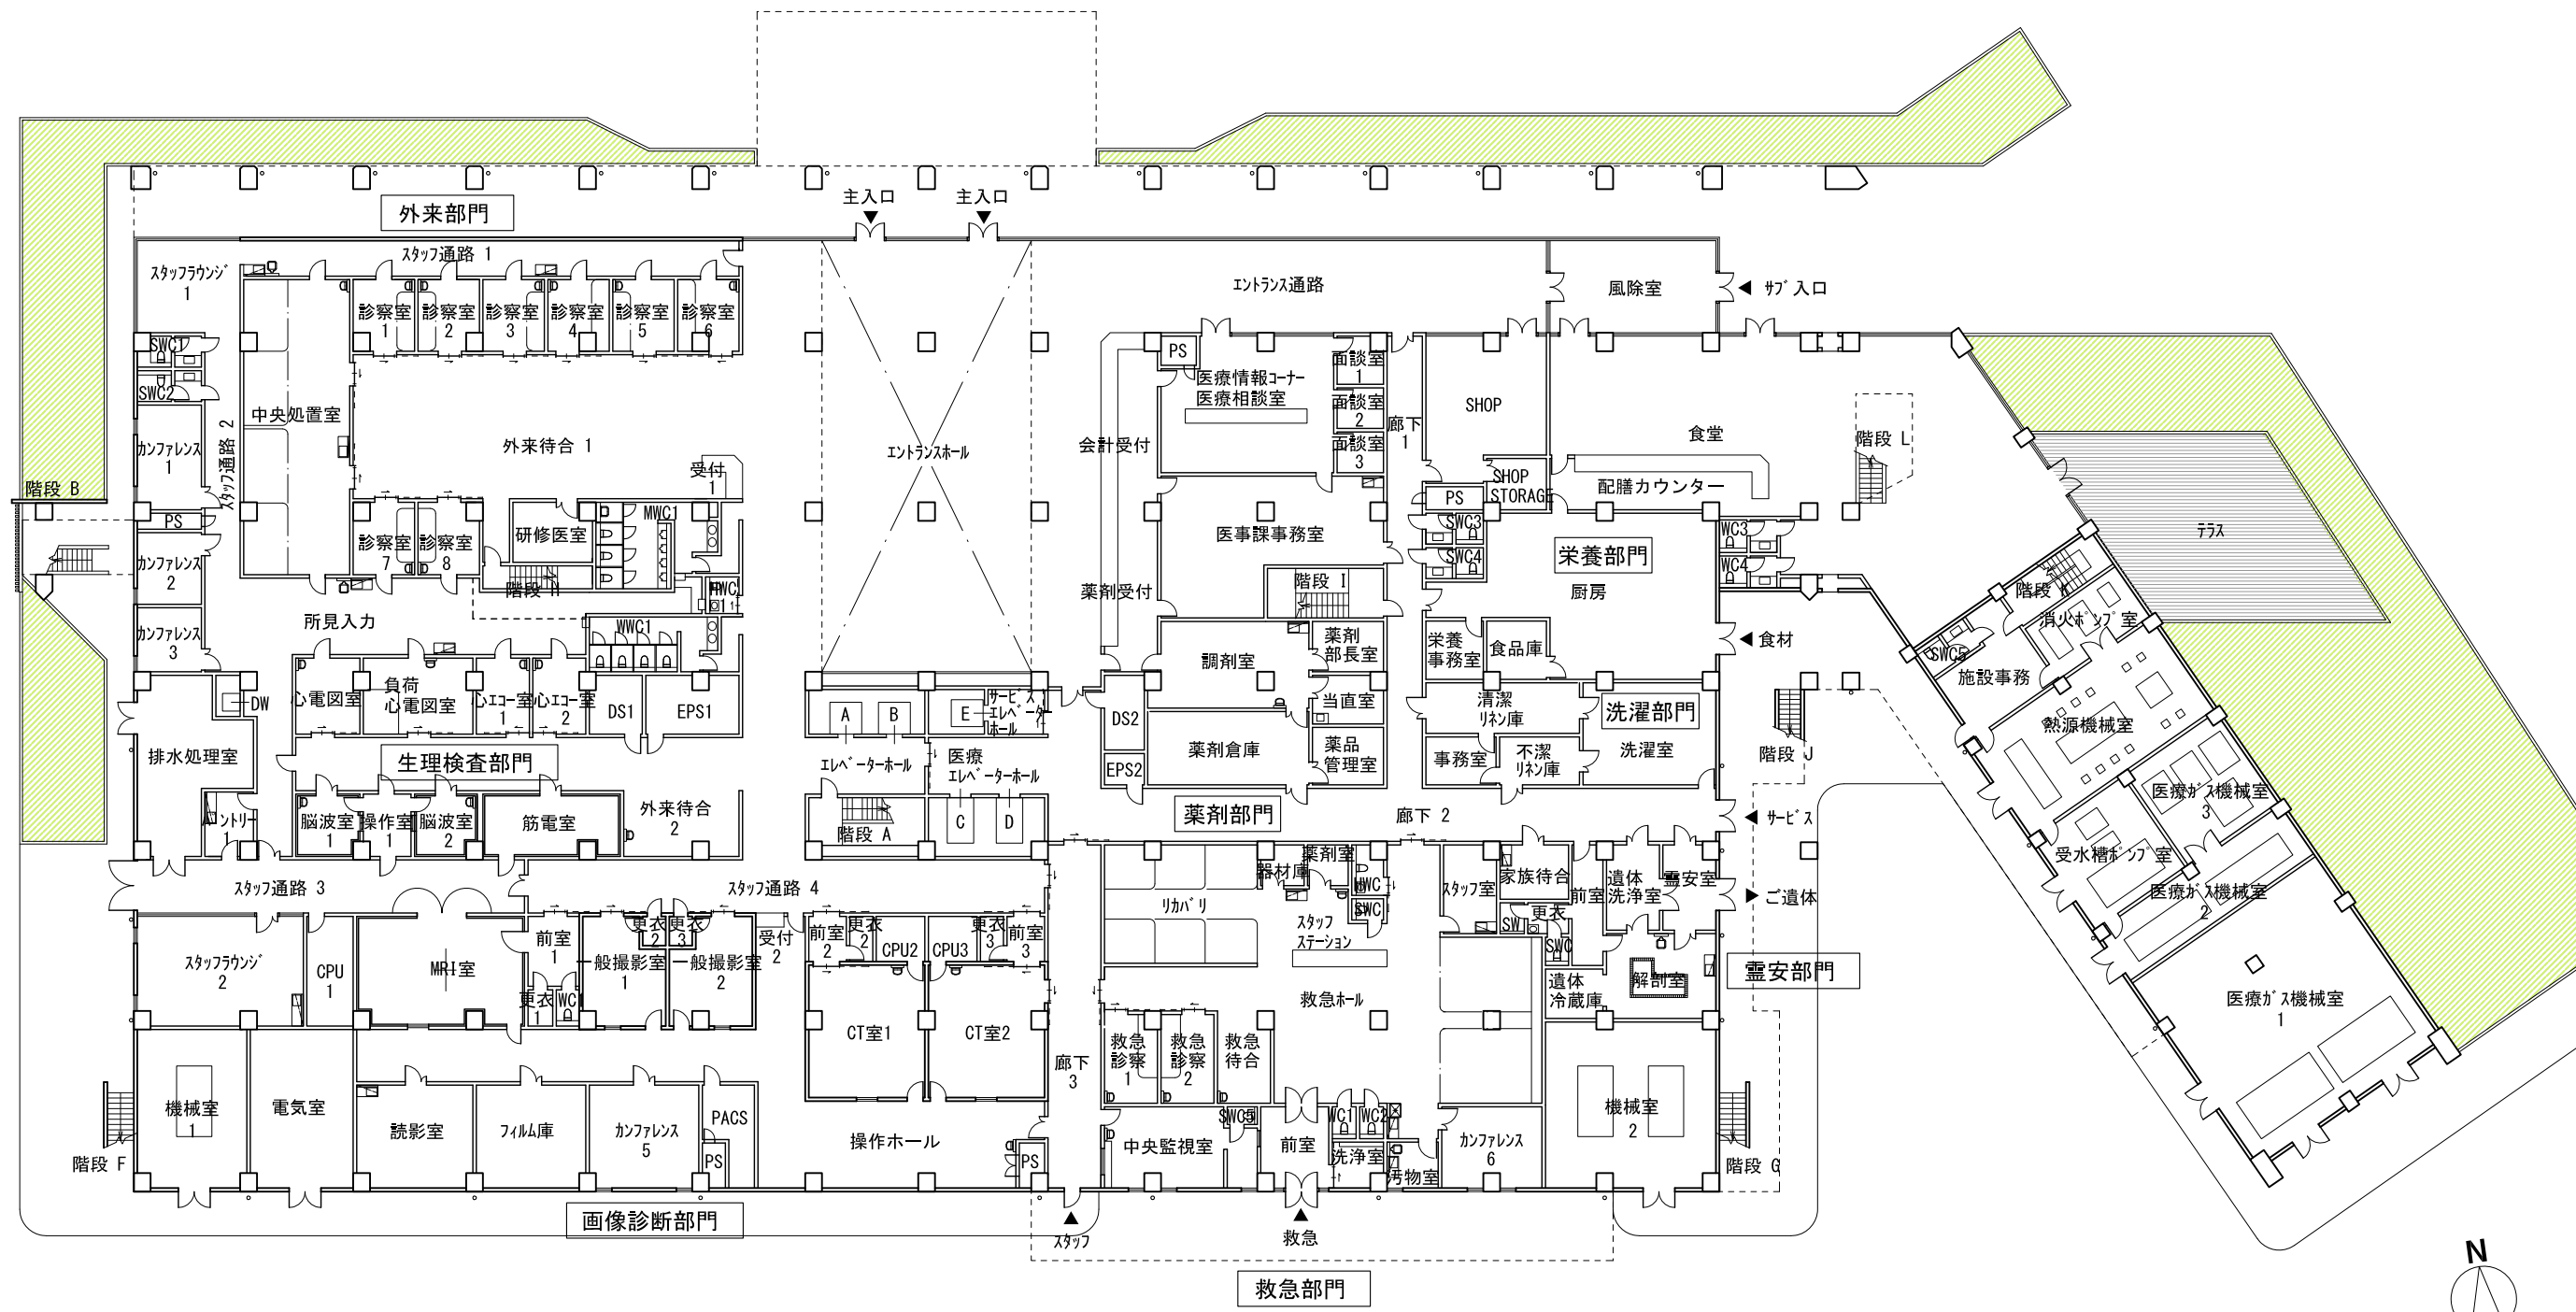 主入口
主入口
外来部門
スタッフ通路 1
スタッフラウンジ
1
診察室
1
診察室
2
診察室
3
診察室
4
診察室
5
診察室
6
エントランス通路
風除室
サブ入口
SWC1
SWC2
中央処置室
カンファレンス
1
スタッフ通路 2
外来待合 1
受付
1
エントランスホール
会計受付
PS
医療情報コーナー
医療相談室
面談室
1
面談室
2
面談室
3
廊下
1
SHOP
食堂
階段 L
SHOP
STORAGE
配膳カウンター
テラス
階段 B
PS
カンファレンス
2
カンファレンス
3
診察室
7
診察室
8
研修医室
MWC1
階段 H
所見入力
WWC1
医事課事務室
PS
SWC3
SWC4
栄養部門
厨房
WC3
WC4
薬剤受付
階段 I
消火ポンプ室
食材
SWC5
施設事務
心電図室
負荷
心電図室
心エコー室
1
心エコー室
2
DS1
EPS1
DW
排水処理室
A
B
E
サービス
エレベーター
ホール
DS2
EPS2
調剤室
薬剤
部長室
当直室
薬剤倉庫
薬品
管理室
栄養
事務室
食品庫
清潔
リネン庫
洗濯部門
事務室
不潔
リネン庫
洗濯室
階段 J
熱源機械室
生理検査部門
エレベーターホール
医療
エレベーターホール
薬剤部門
廊下 2
サービス
医療ガス機械室
3
受水槽ポンプ室
医療ガス機械室
2
医療ガス機械室
1
脳波室
1
操作室
1
脳波室
2
筋電室
外来待合
2
階段 A
C
D
スタッフ通路 3
スタッフ通路 4
リカバリ
器材庫
薬剤室
HWC
SWC
スタッフ
ステーション
スタッフ室
家族待合
前室
遺体
洗浄室
霊安室
ご遺体
SW
更衣
SWC
遺体
冷蔵庫
解剖室
霊安部門
スタッフラウンジ
2
CPU
1
MRI室
前室
1
更衣
1
WC1
一般撮影室
1
更衣
2
更衣
3
一般撮影室
2
受付
2
前室
2
更衣
2
CPU2
CPU3
更衣
3
前室
3
CT室1
CT室2
救急ホール
廊下
3
救急
診察
1
救急
診察
2
救急
待合
機械室
1
電気室
読影室
フィルム庫
カンファレンス
5
PACS
PS
操作ホール
PS
SWC5
中央監視室
前室
WC1
WC2
洗浄室
汚物室
カンファレンス
6
機械室
2
階段 F
階段 G
画像診断部門
スタッフ
救急
救急部門
N